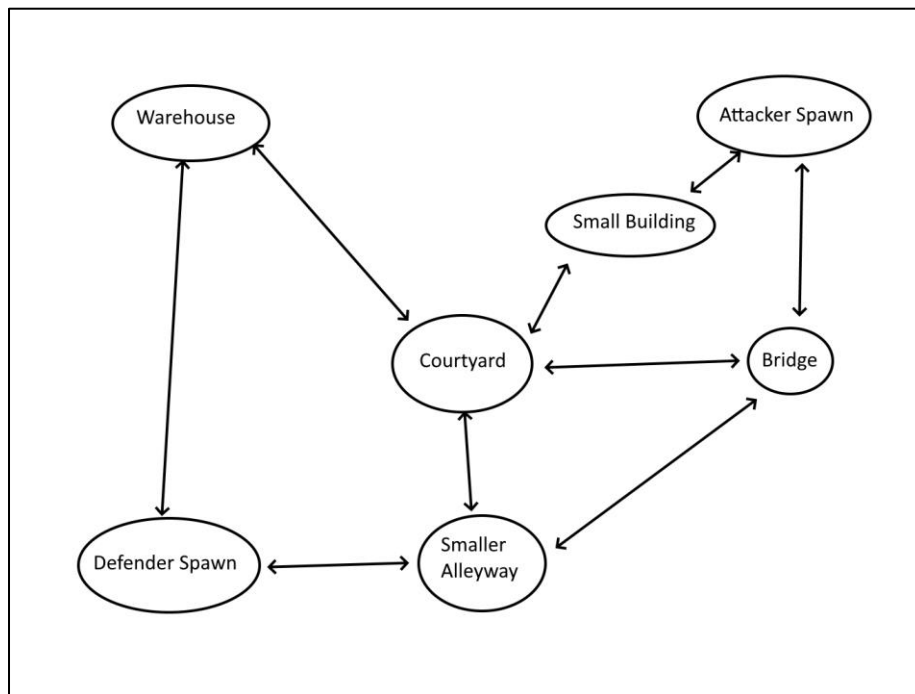 Warehouse
Attacker Spawn
Small Building
Courtyard
Bridge
Defender Spawn
Smaller
Alleyway